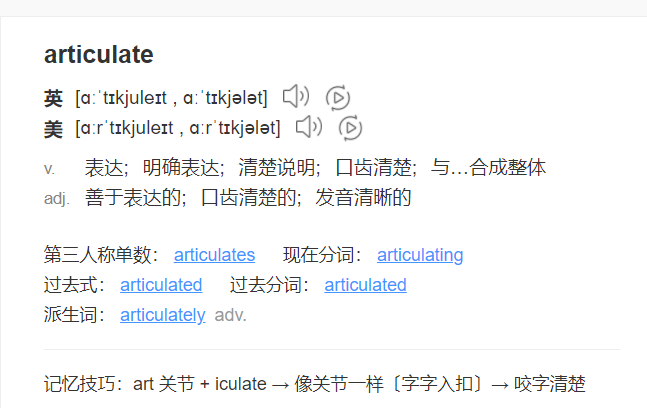 articulate
英 [ɑːˈtɪkjuleɪt , ɑːˈtɪkjələt]
美 [ɑːrˈtɪkjuleɪt , ɑːrˈtɪkjələt]
v. 表达；明确表达；清楚说明；口齿清楚；与…合成整体
adj. 善于表达的；口齿清楚的；发音清晰的
第三人称单数： articulates 现在分词： articulating
过去式： articulated 过去分词： articulated
派生词： articulately adv.
记忆技巧：art 关节 + iculate → 像关节一样〔字字入扣〕→ 咬字清楚